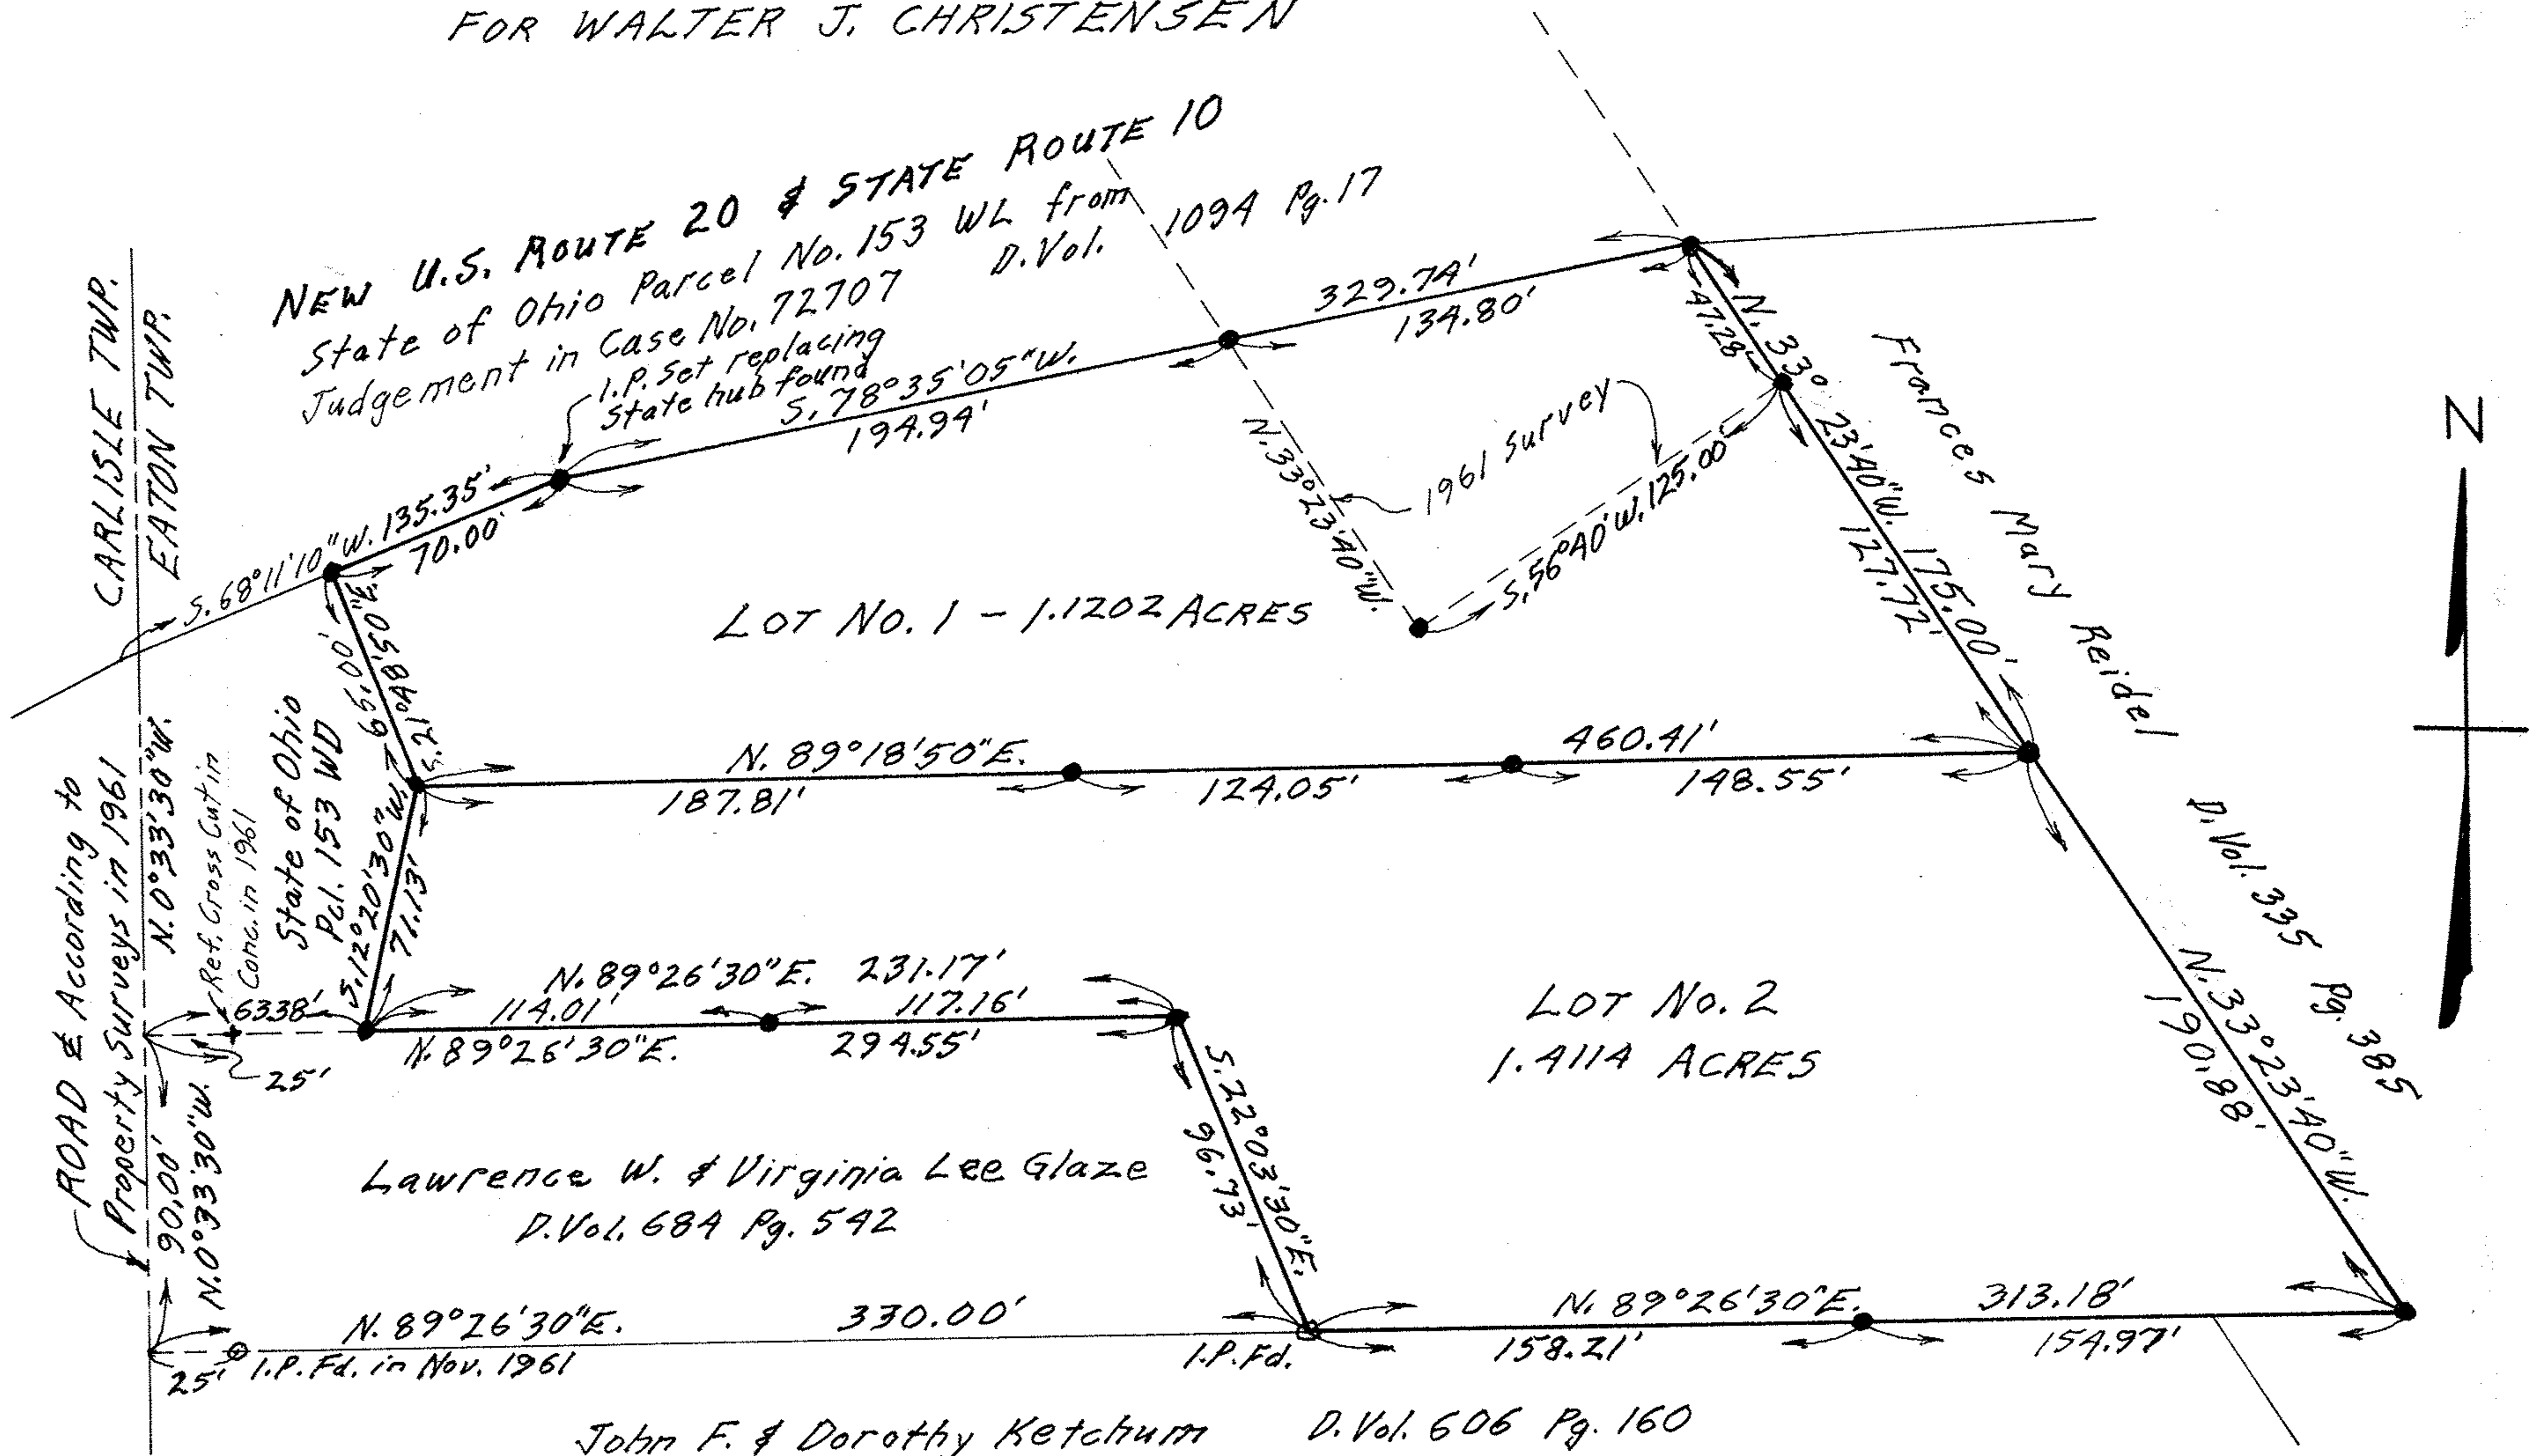 FOR WALTER J. CHRISTENSEN
NEW U.S. ROUTE 20 & STATE ROUTE 10
State of Ohio Parcel No. 153 WL from
Judgement in Case No. 72707 D.Vol. 1094 Pg. 17
I.P. Set replacing
State hub found
S. 78°35'05"W.
194.94'
329.74'
134.80'
CARLISLE TWP.
EATON TWP.
S. 68°11'10"W. 135.35'
70.00'
N. 33°23'40"W.
1961 survey
S. 56°40'W. 125.00
47.28'
N. 33°23'40"W. 175.00'
127.72'
Frances Mary Reidel D.Vol. 335 Pg. 385
N
LOT NO. 1 - 1.1202 ACRES
65.00'
S. 21°48'50"E.
N. 89°18'50"E.
460.41'
187.81'
124.05'
148.55'
ROAD ℄ According to
Property Surveys in 1961
N. 0°33'30"W.
Ref. Cross Cut in
Conc. in 1961
State of Ohio
Pcl. 153 WD
S. 12°20'30"W.
71.13'
63.38'
25'
N. 89°26'30"E. 231.17'
114.01'
117.16'
N. 89°26'30"E.
294.55'
LOT NO. 2
1.4114 ACRES
N. 33°23'40"W.
190.88'
90.00'
N. 0°33'30"W.
Lawrence W. & Virginia Lee Glaze
D.Vol. 684 Pg. 542
S. 22°03'30"E.
96.73'
N. 89°26'30"E.
330.00'
N. 89°26'30"E.
313.18'
25'
I.P. Fd. in Nov. 1961
I.P. Fd.
158.21'
154.97'
John F. & Dorothy Ketchum D.Vol. 606 Pg. 160